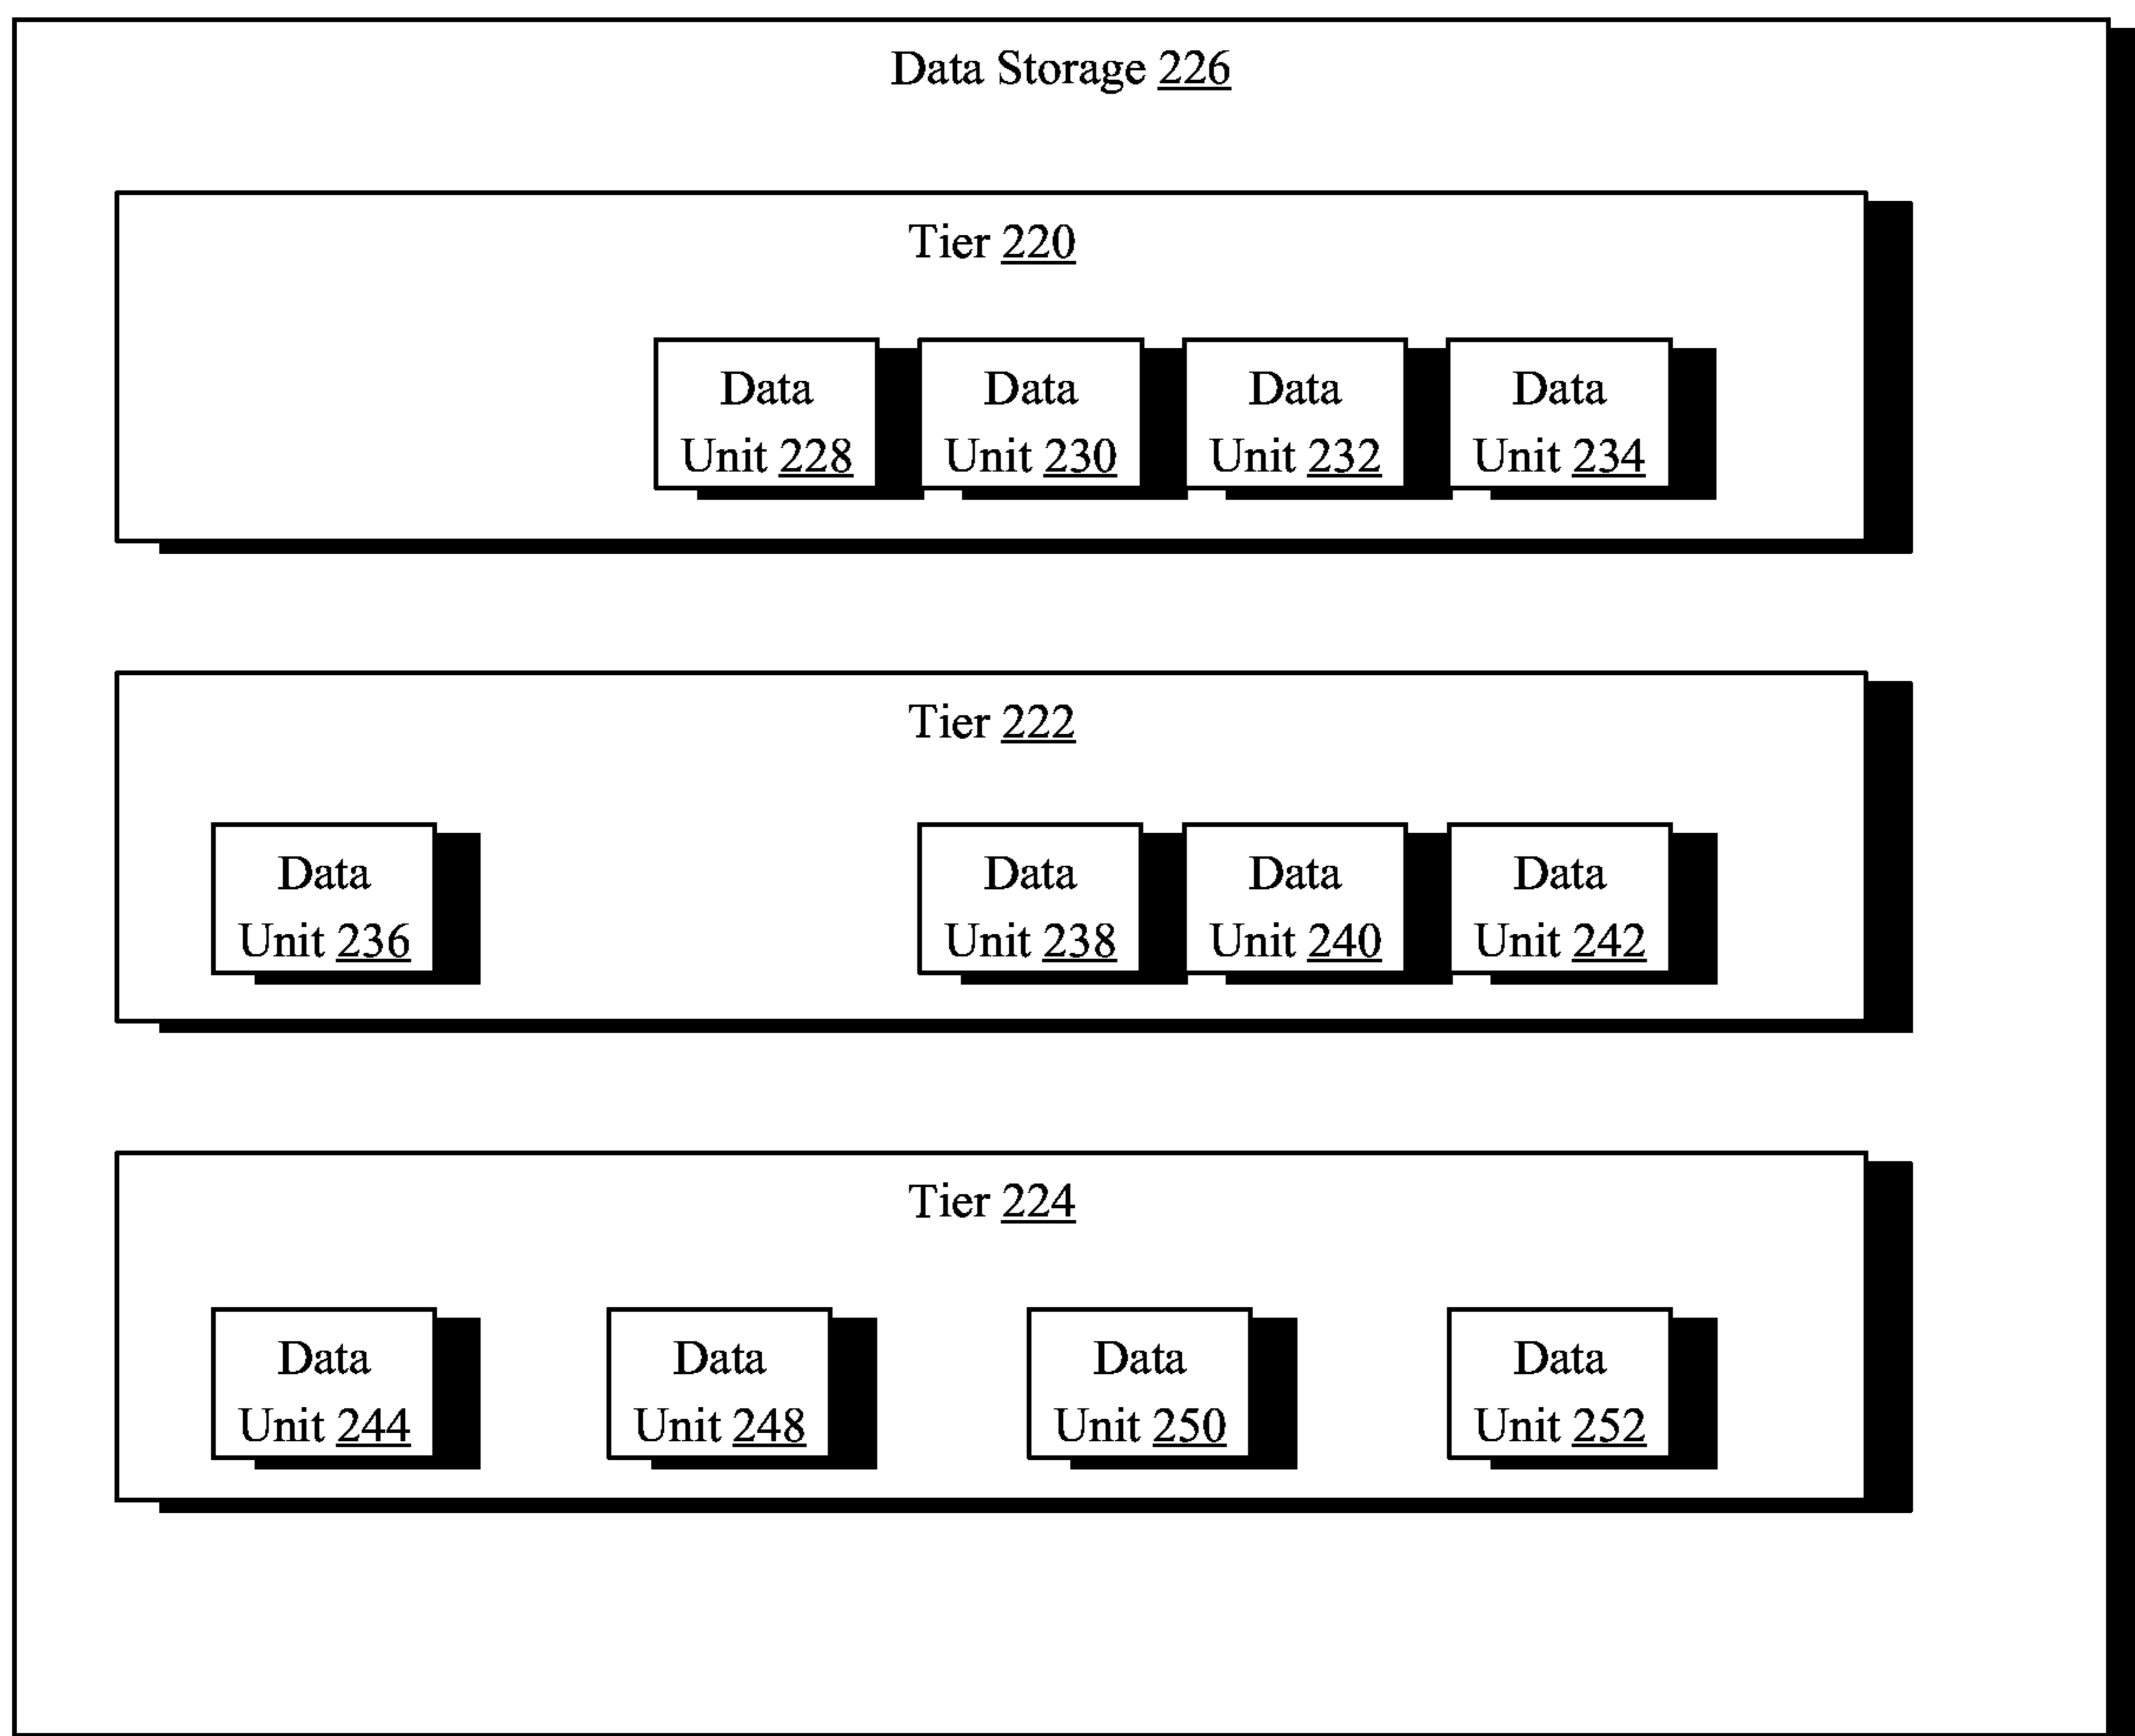 Data Storage 226
Tier 220
Data
Unit 228
Data
Unit 230
Data
Unit 232
Data
Unit 234
Tier 222
Data
Unit 236
Data
Unit 238
Data
Unit 240
Data
Unit 242
Tier 224
Data
Unit 244
Data
Unit 248
Data
Unit 250
Data
Unit 252